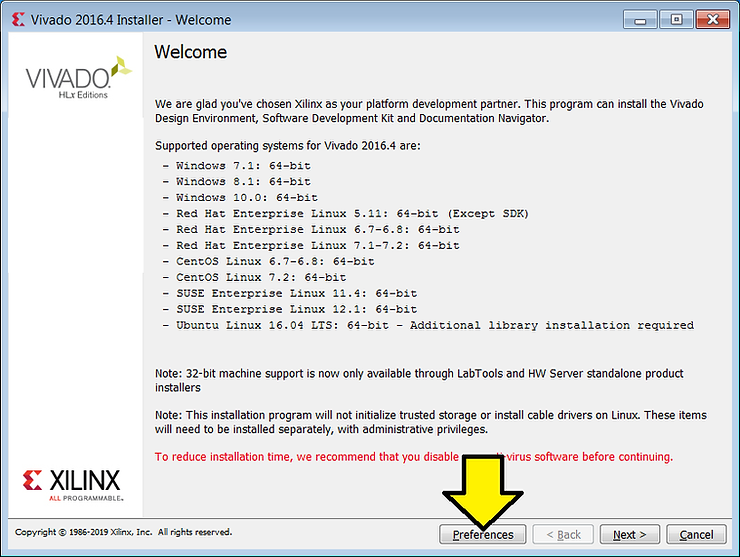 Vivado 2016.4 Installer - Welcome
VIVADO.
HLx Editions
Welcome
We are glad you've chosen Xilinx as your platform development partner. This program can install the Vivado
Design Environment, Software Development Kit and Documentation Navigator.
Supported operating systems for Vivado 2016.4 are:
- Windows 7.1: 64-bit
- Windows 8.1: 64-bit
- Windows 10.0: 64-bit
- Red Hat Enterprise Linux 5.11: 64-bit (Except SDK)
- Red Hat Enterprise Linux 6.7-6.8: 64-bit
- Red Hat Enterprise Linux 7.1-7.2: 64-bit
- CentOS Linux 6.7-6.8: 64-bit
- CentOS Linux 7.2: 64-bit
- SUSE Enterprise Linux 11.4: 64-bit
- SUSE Enterprise Linux 12.1: 64-bit
- Ubuntu Linux 16.04 LTS: 64-bit - Additional library installation required
Note: 32-bit machine support is now only available through LabTools and HW Server standalone product
installers
Note: This installation program will not initialize trusted storage or install cable drivers on Linux. These items
will need to be installed separately, with administrative privileges.
To reduce installation time, we recommend that you disable virus software before continuing.
XILINX
ALL PROGRAMMABLE.
Copyright © 1986-2019 Xilinx, Inc. All rights reserved.
Preferences
< Back
Next >
Cancel